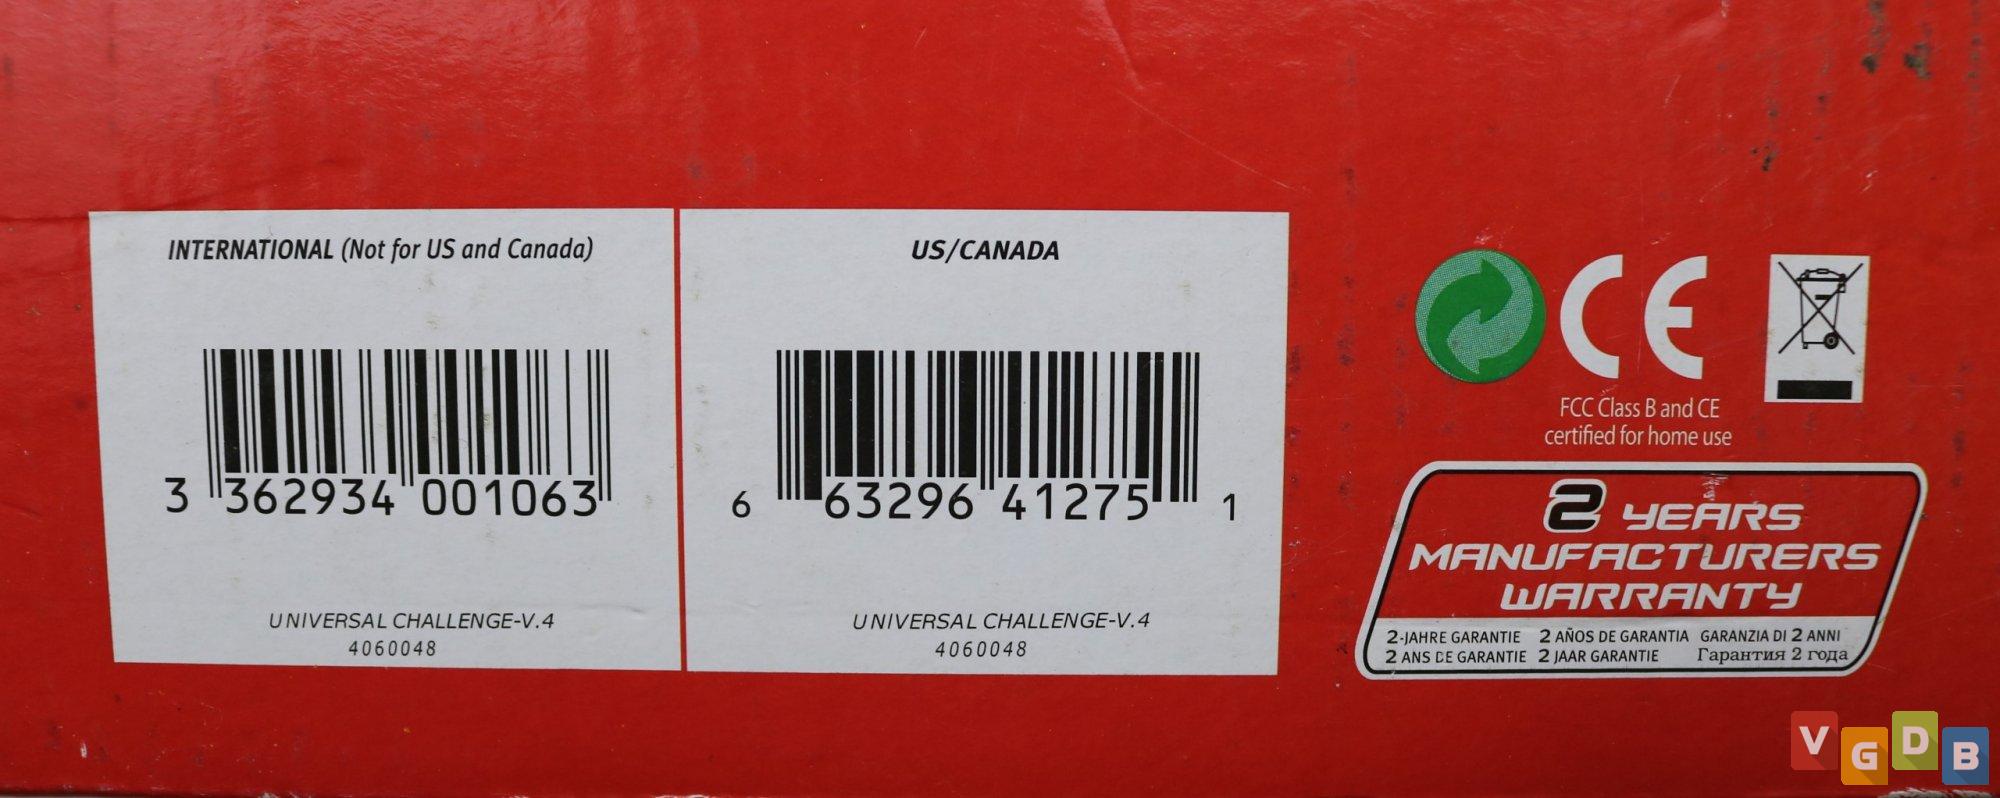 INTERNATIONAL (Not for US and Canada)
3 362934 001063
UNIVERSAL CHALLENGE-V.4
4060048
US/CANADA
6 63296 41275 1
UNIVERSAL CHALLENGE-V.4
4060048
CE
FCC Class B and CE
certified for home use
2 YEARS
MANUFACTURERS
WARRANTY
2-JAHRE GARANTIE 2 AÑOS DE GARANTIA GARANZIA DI 2 ANNI
2 ANS DE GARANTIE 2 JAAR GARANTIE Гарантия 2 года
VGDB